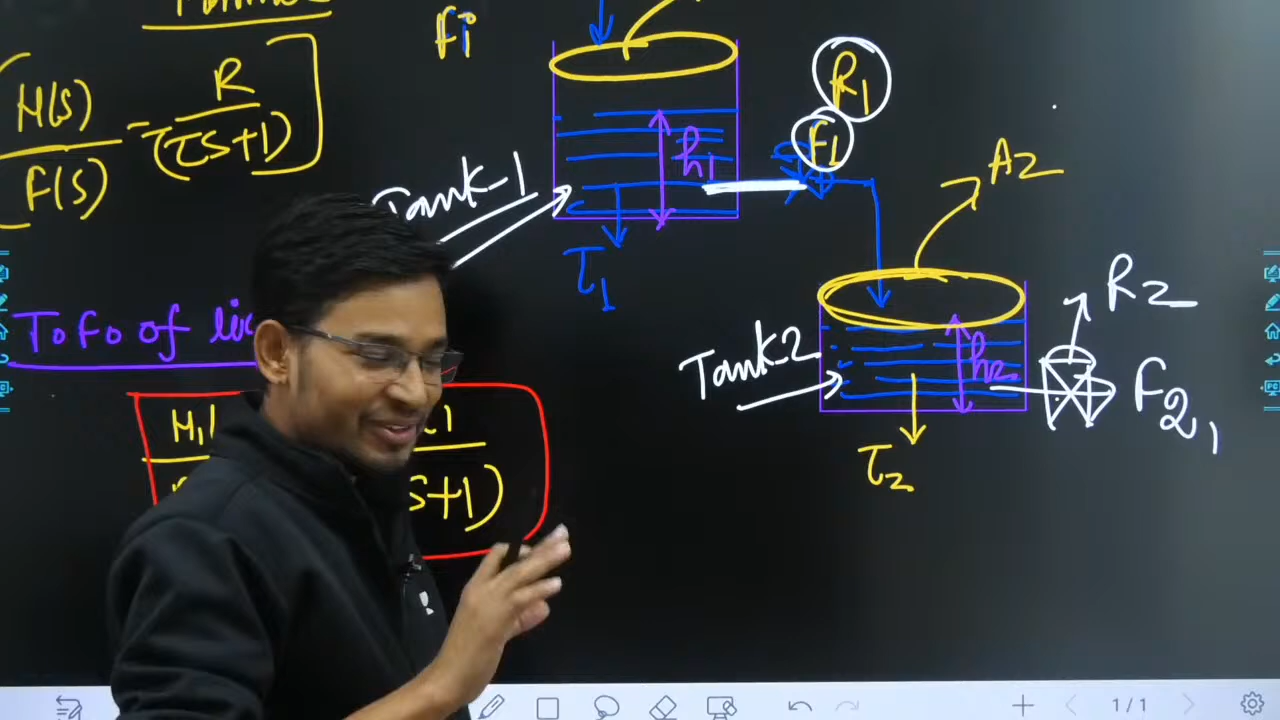 Fi
H(s)
F(s)
=
R
(τs+1)
R1
F1
h1
Tank-1
τ1
A2
T.F. of
R2
h2
Tank-2
F2,
τ2
H1(
s+1)
1 / 1